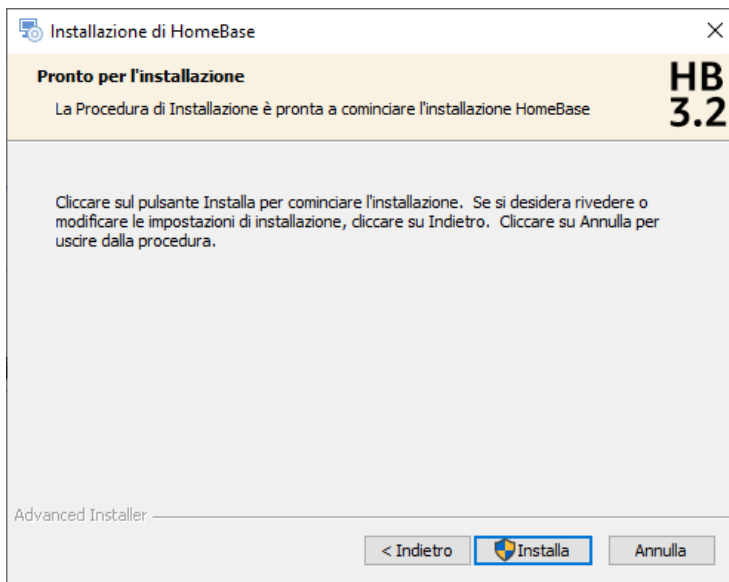 Installazione di HomeBase
Pronto per l'installazione
La Procedura di Installazione è pronta a cominciare l'installazione HomeBase
HB
3.2
Cliccare sul pulsante Installa per cominciare l'installazione. Se si desidera rivedere o
modificare le impostazioni di installazione, cliccare su Indietro. Cliccare su Annulla per
uscire dalla procedura.
Advanced Installer
< Indietro Installa Annulla